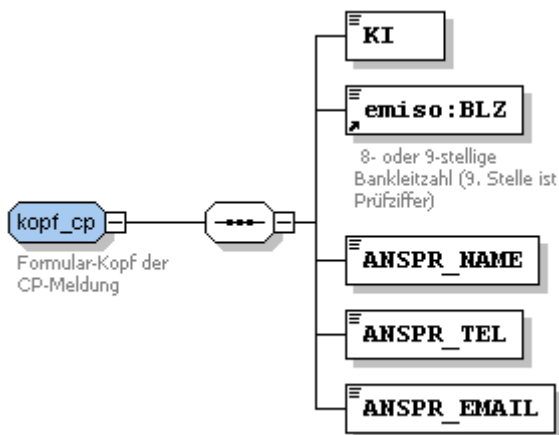 KI
emiso:BLZ
8- oder 9-stellige
Bankleitzahl (9. Stelle ist
Prüfziffer)
kopf_cp
Formular-Kopf der
CP-Meldung
ANSPR_NAME
ANSPR_TEL
ANSPR_EMAIL